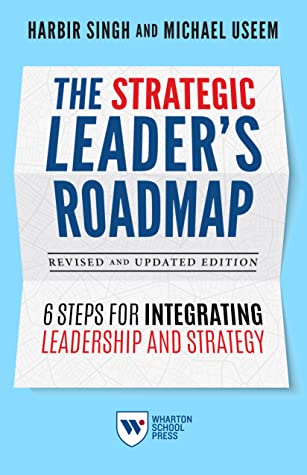 HARBIR SINGH AND MICHAEL USEEM
THE STRATEGIC
LEADER'S
ROADMAP
REVISED AND UPDATED EDITION
6 STEPS FOR INTEGRATING
LEADERSHIP AND STRATEGY
W
WHARTON
SCHOOL
PRESS